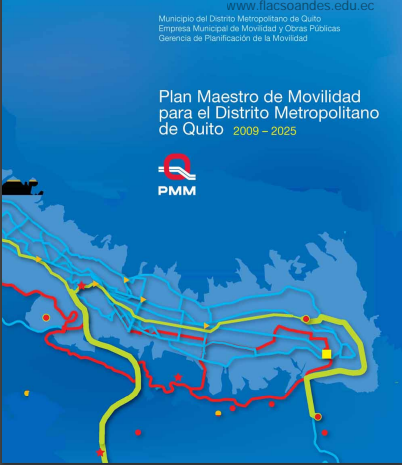 www.flacsoandes.edu.ec
Municipio del Distrito Metropolitano de Quito
Empresa Municipal de Movilidad y Obras Públicas
Gerencia de Planificación de la Movilidad
Plan Maestro de Movilidad
para el Distrito Metropolitano
de Quito 2009 – 2025
PMM